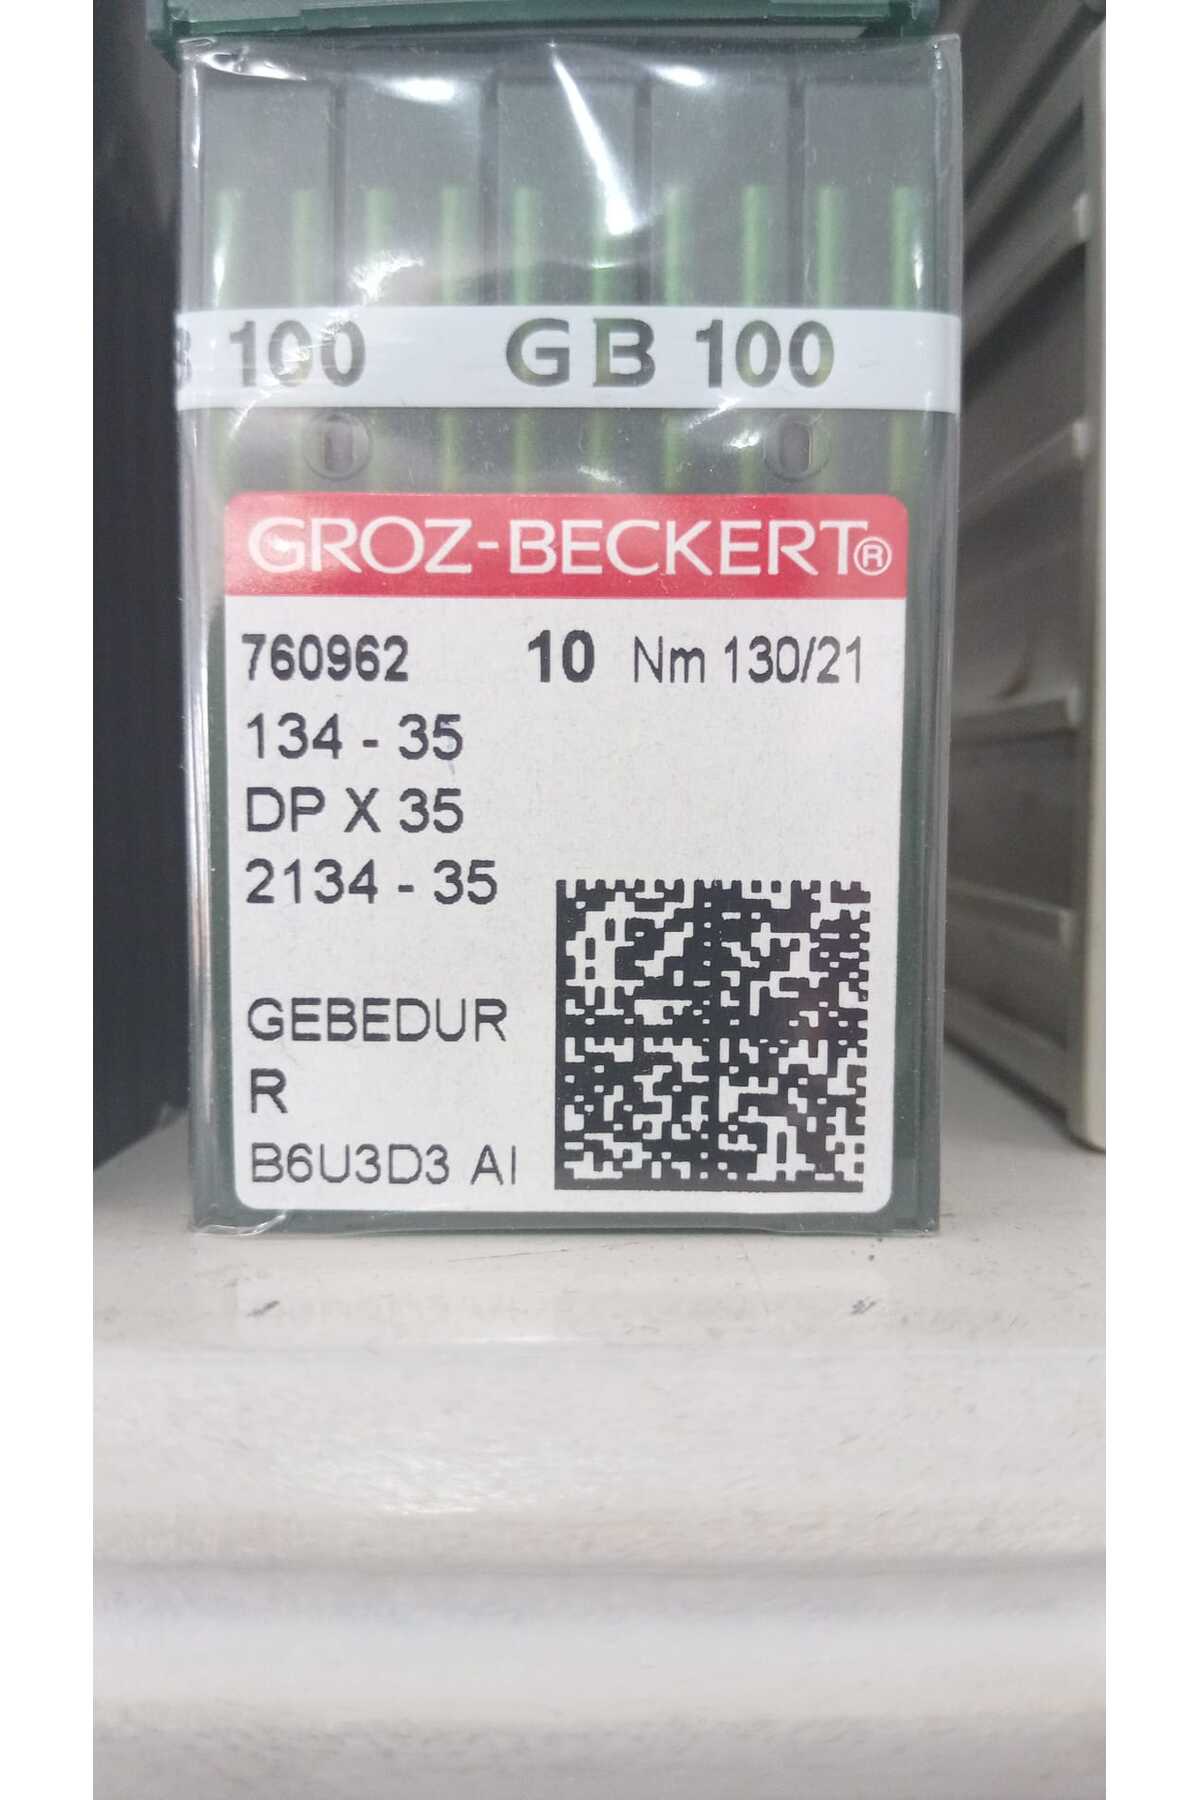 100 GB 100
GROZ-BECKERT®
760962 10 Nm 130/21
134 - 35
DP X 35
2134 - 35
GEBEDUR
R
B6U3D3 AI